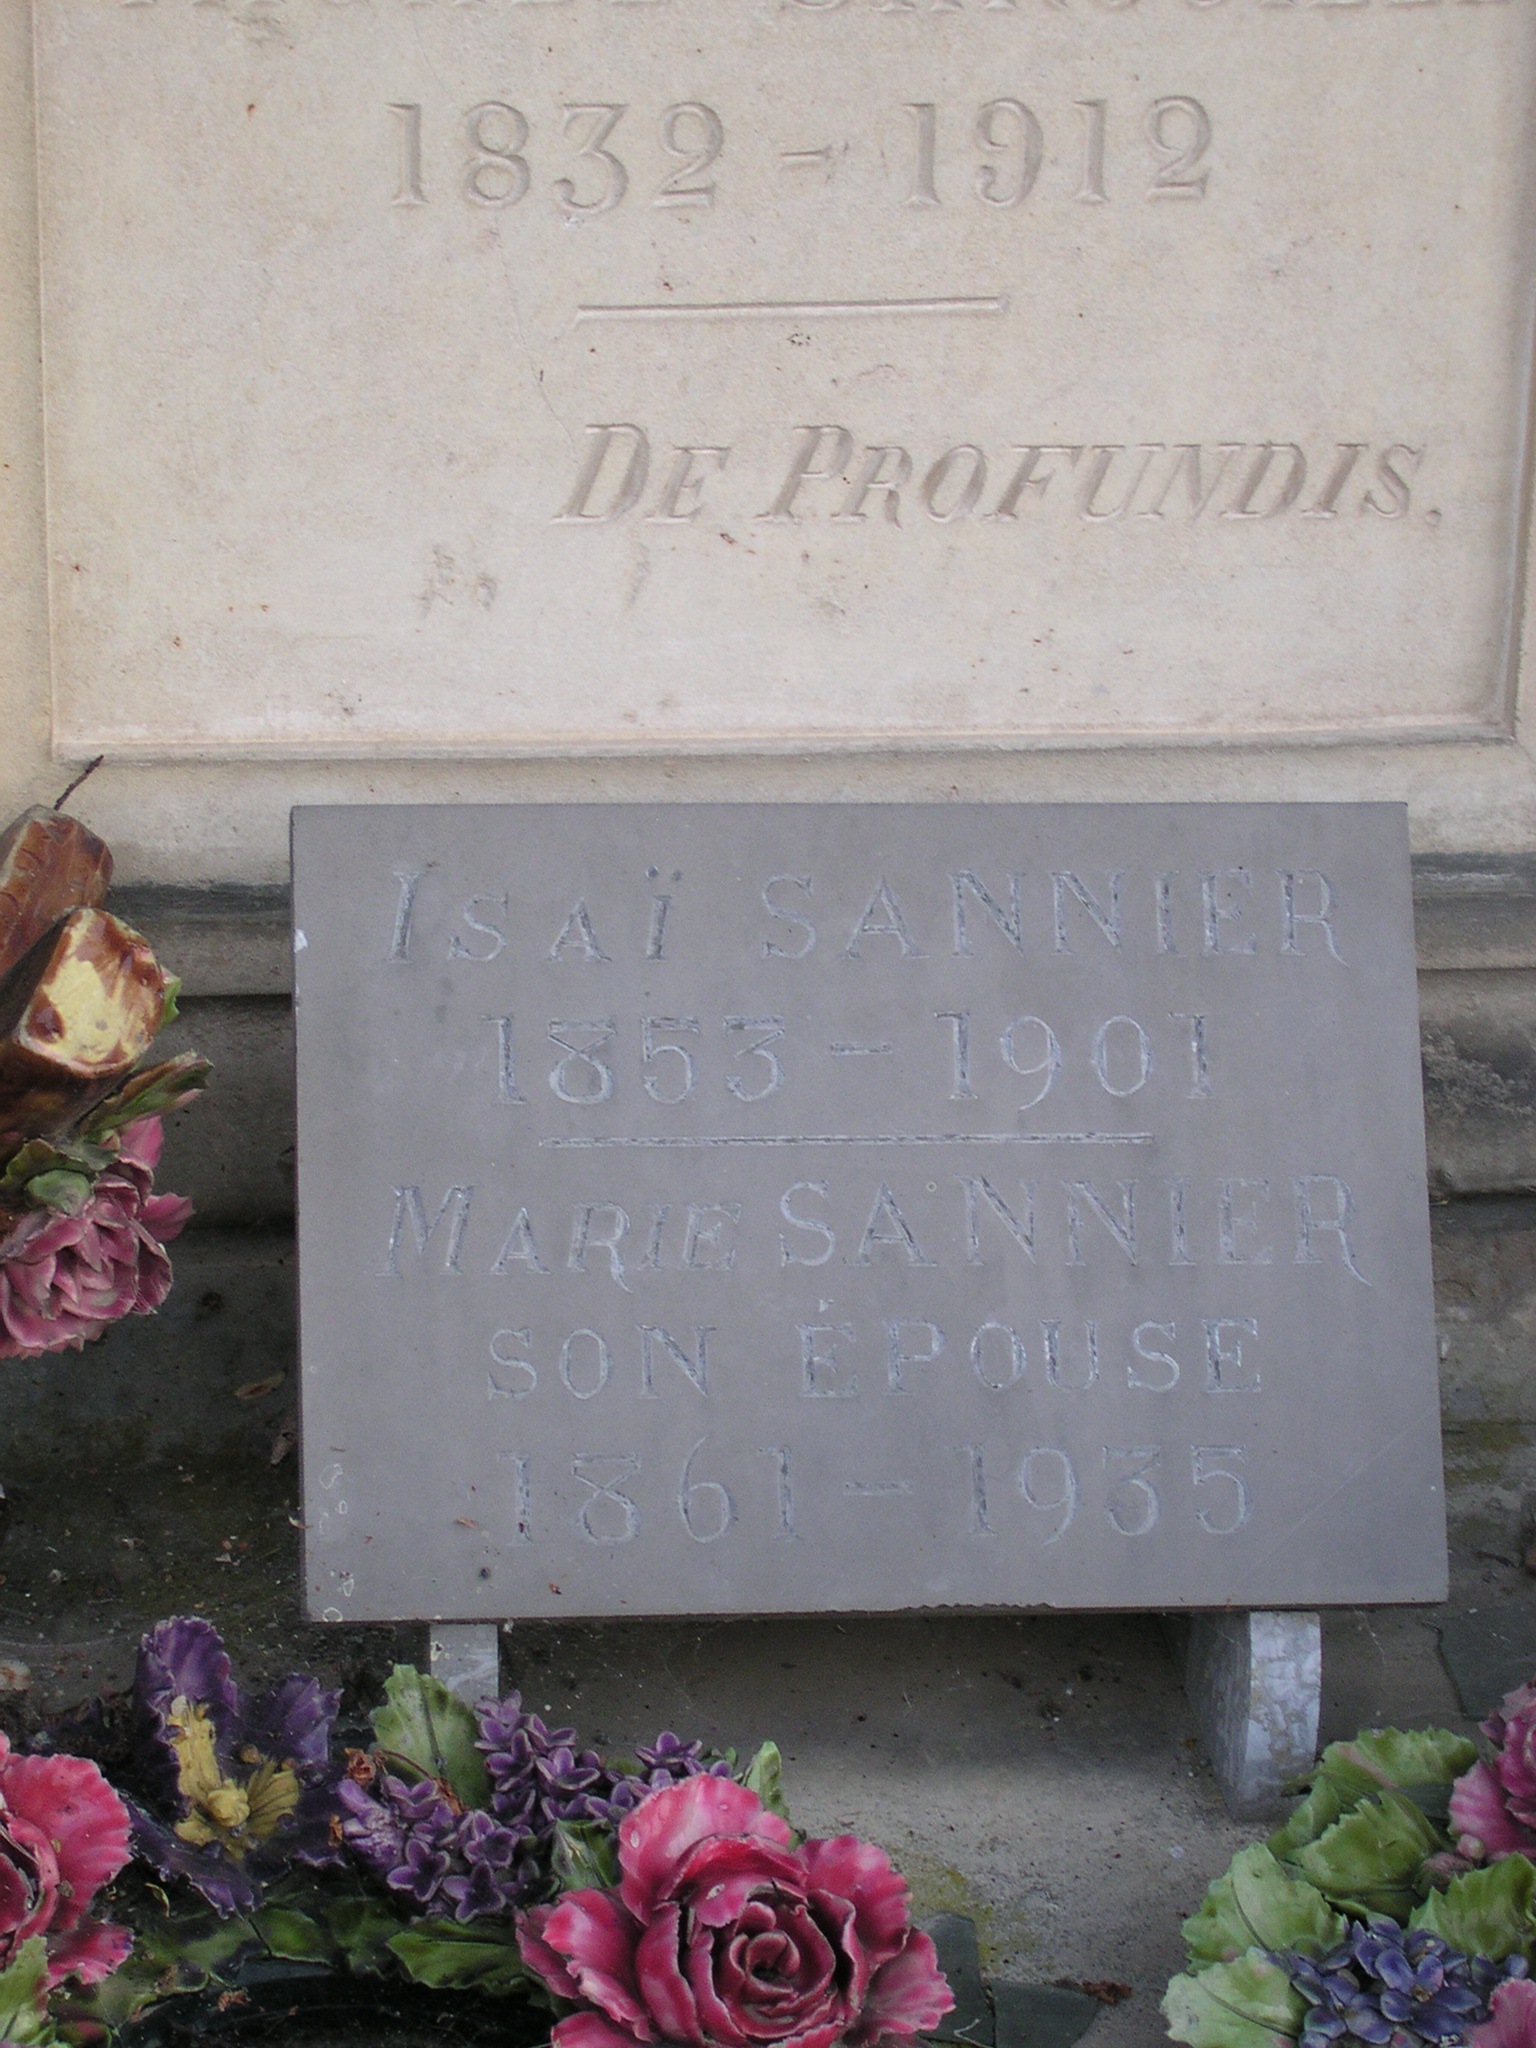 1832 - 1912
De Profundis.
Isaï SANNIER
1853 - 1901
Marie SANNIER
SON ÉPOUSE
1861 - 1935